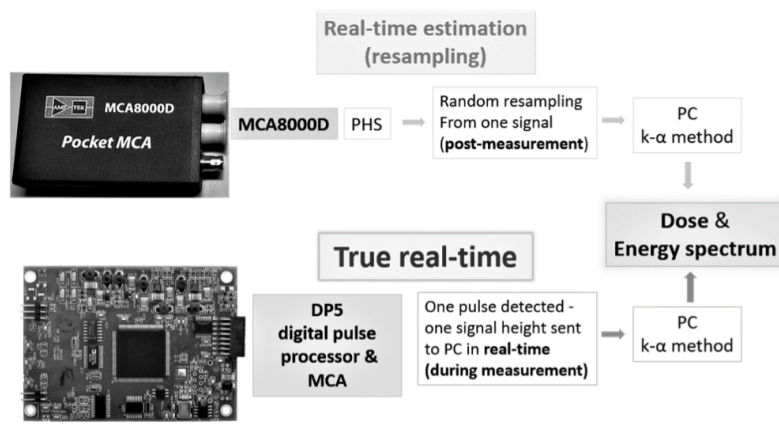 Real-time estimation
(resampling)
AMPTEK
MCA8000D
Pocket MCA
MCA8000D
PHS
Random resampling
From one signal
(post-measurement)
PC
k-α method
Dose &
Energy spectrum
True real-time
DP5
digital pulse
processor &
MCA
One pulse detected -
one signal height sent
to PC in real-time
(during measurement)
PC
k-α method